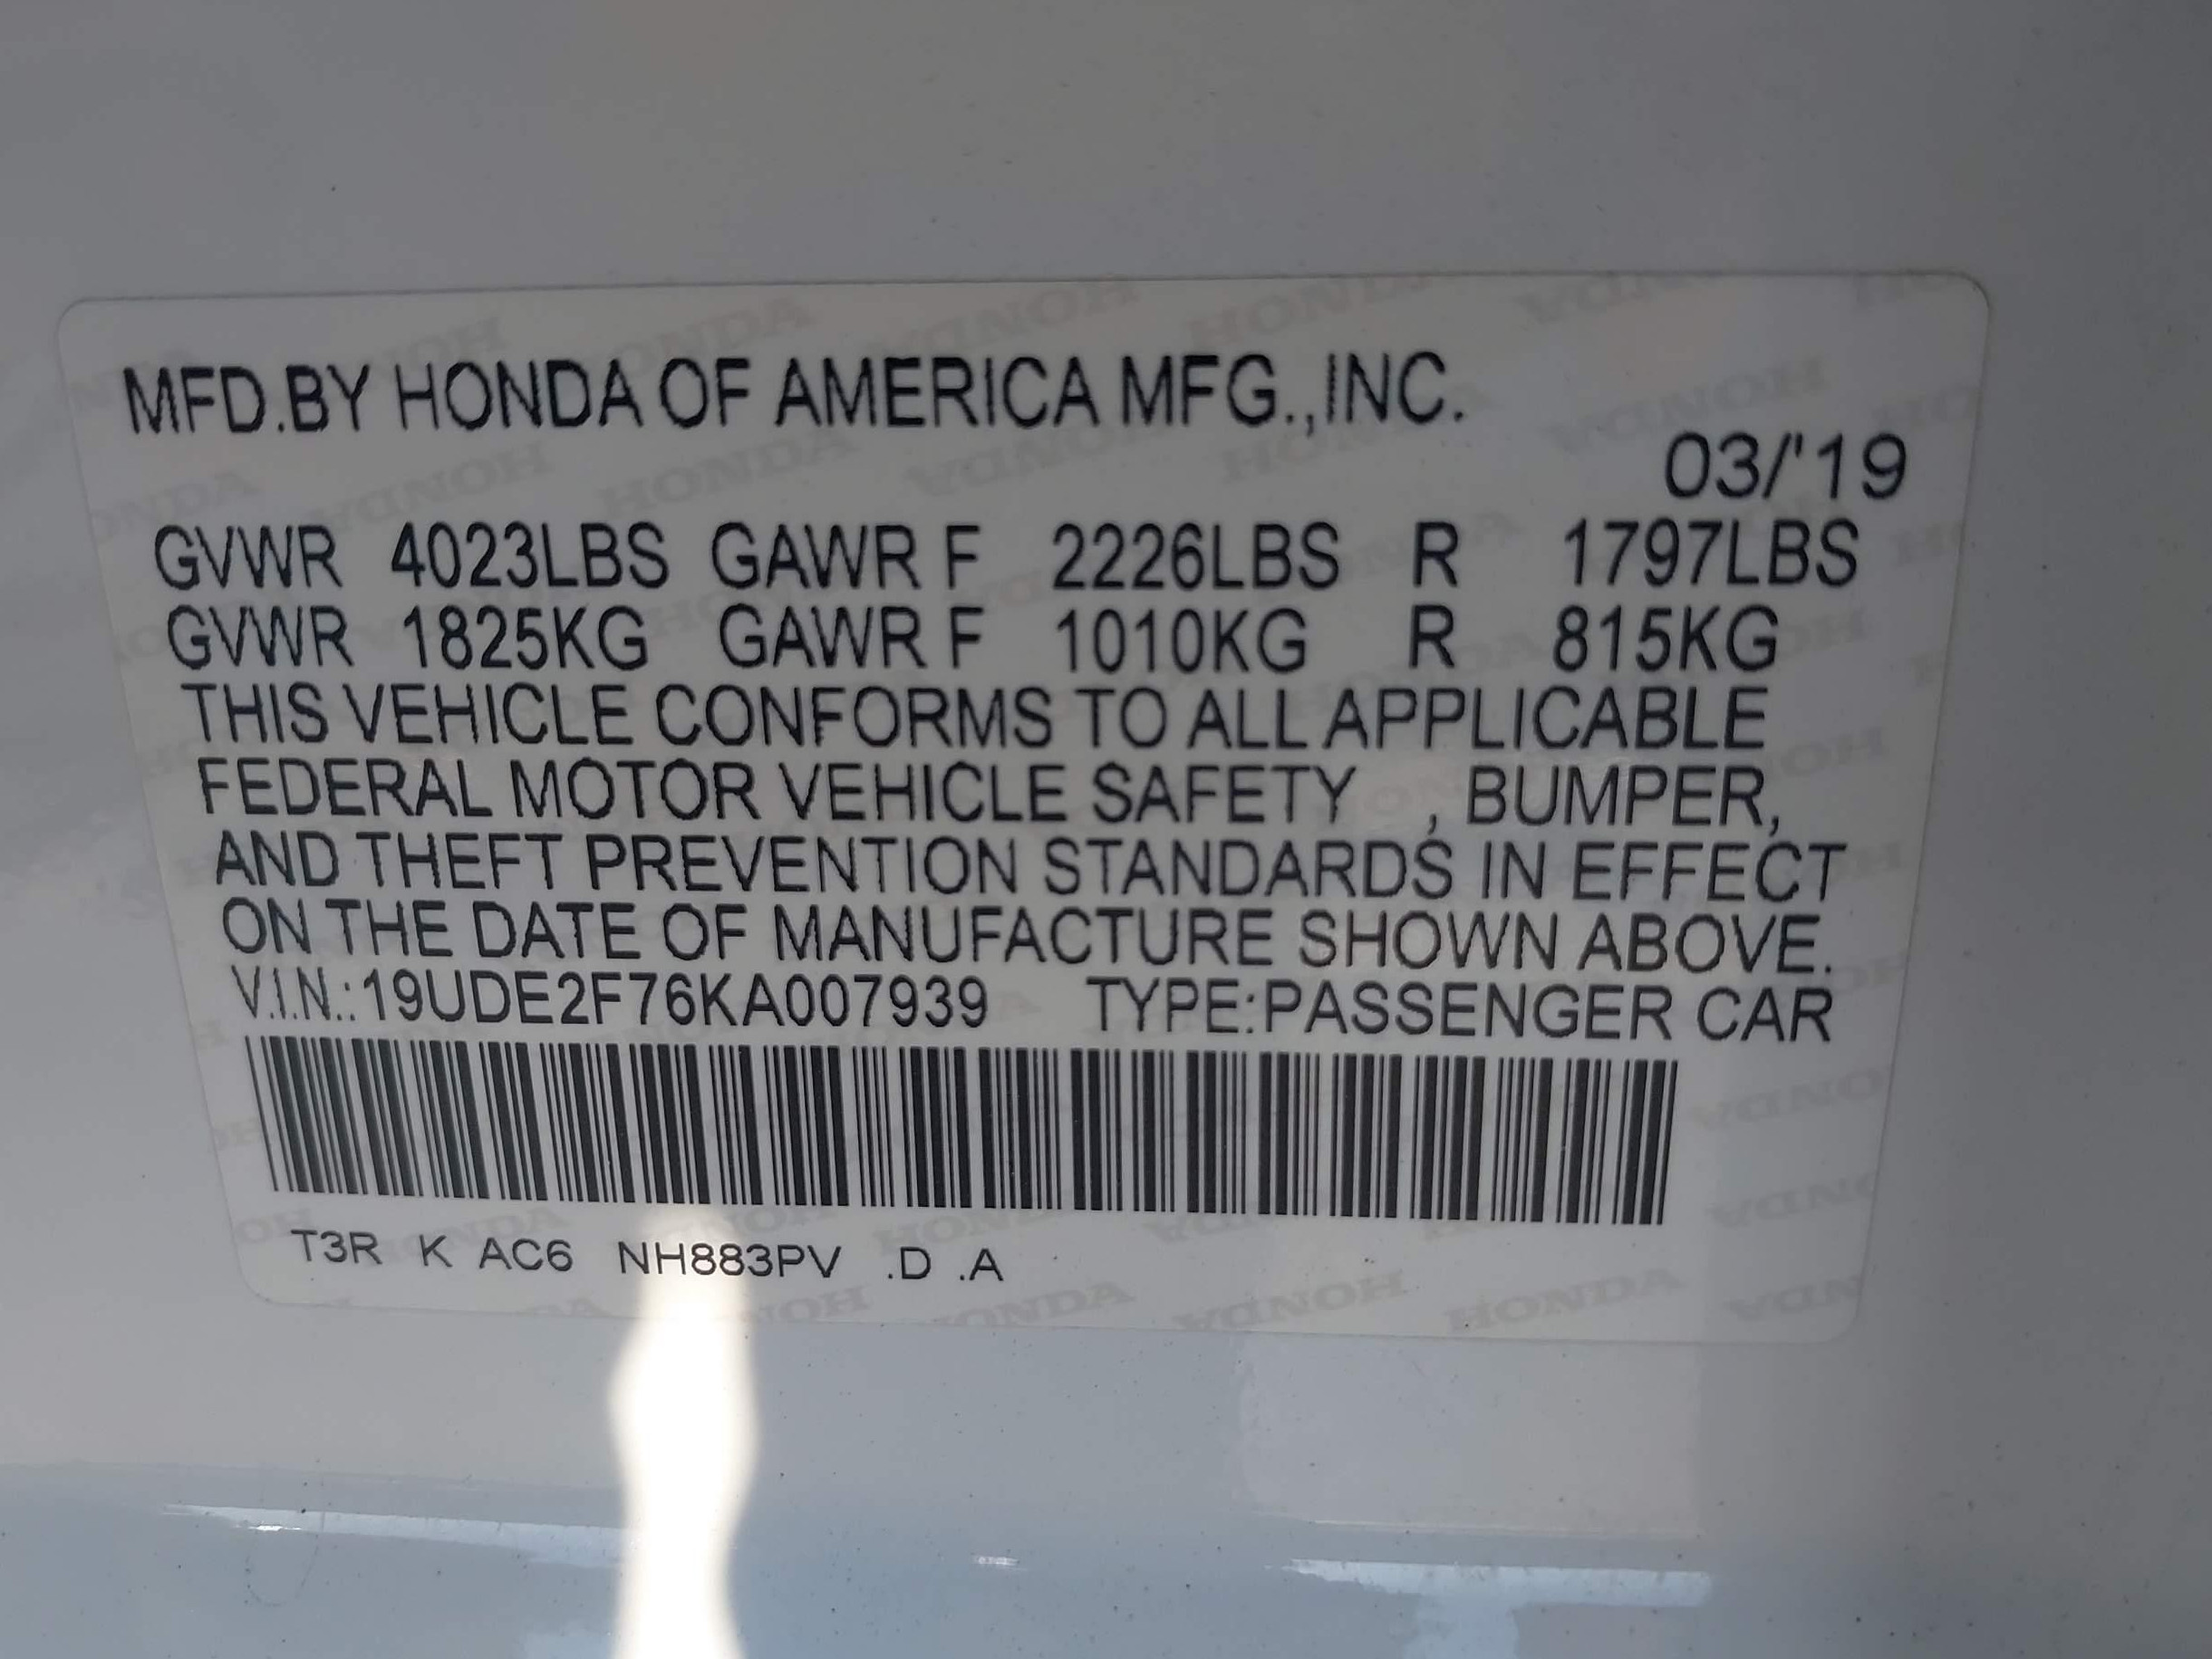 MFD.BY HONDA OF AMERICA MFG.,INC.
03/'19
GVWR 4023LBS GAWR F 2226LBS R 1797LBS
GVWR 1825KG GAWR F 1010KG R 815KG
THIS VEHICLE CONFORMS TO ALL APPLICABLE
FEDERAL MOTOR VEHICLE SAFETY , BUMPER,
AND THEFT PREVENTION STANDARDS IN EFFECT
ON THE DATE OF MANUFACTURE SHOWN ABOVE.
V.I.N.:19UDE2F76KA007939 TYPE:PASSENGER CAR
T3R K AC6 NH883PV .D .A